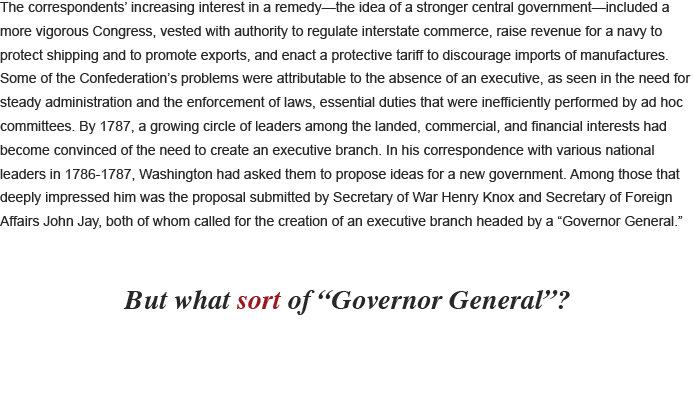 The correspondents’ increasing interest in a remedy—the idea of a stronger central government—included a
more vigorous Congress, vested with authority to regulate interstate commerce, raise revenue for a navy to
protect shipping and to promote exports, and enact a protective tariff to discourage imports of manufactures.
Some of the Confederation’s problems were attributable to the absence of an executive, as seen in the need for
steady administration and the enforcement of laws, essential duties that were inefficiently performed by ad hoc
committees. By 1787, a growing circle of leaders among the landed, commercial, and financial interests had
become convinced of the need to create an executive branch. In his correspondence with various national
leaders in 1786-1787, Washington had asked them to propose ideas for a new government. Among those that
deeply impressed him was the proposal submitted by Secretary of War Henry Knox and Secretary of Foreign
Affairs John Jay, both of whom called for the creation of an executive branch headed by a “Governor General.”
But what sort of “Governor General”?